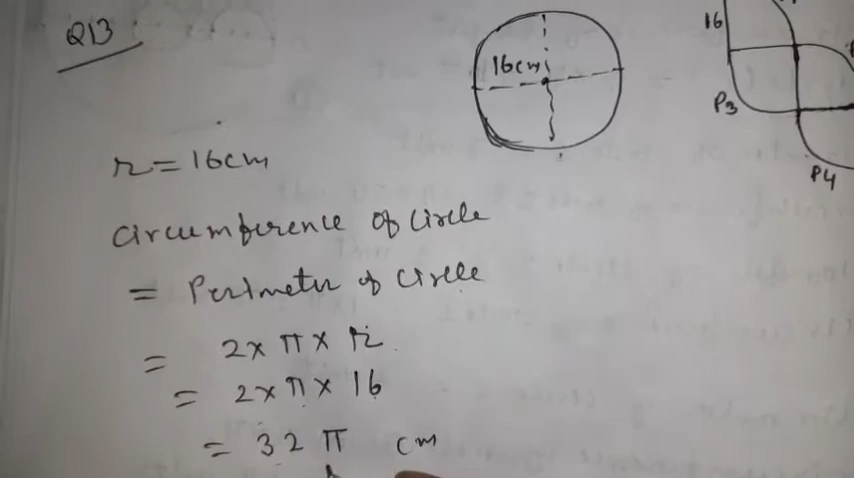 Q13
16cm
16
P3
P4
r = 16cm
Circumference of Circle
= Perimeter of Circle
= 2 × π × r
= 2 × π × 16
= 32 π cm